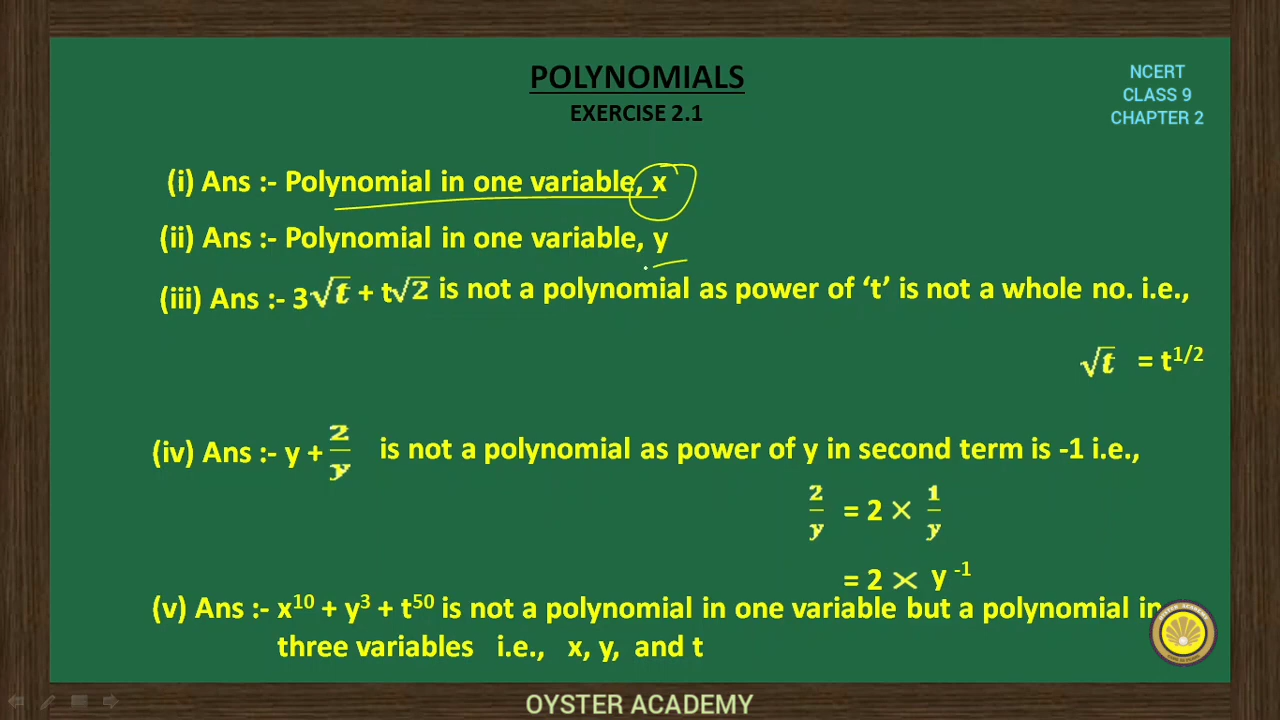 POLYNOMIALS
EXERCISE 2.1
NCERT
CLASS 9
CHAPTER 2
(i) Ans :- Polynomial in one variable, x
(ii) Ans :- Polynomial in one variable, y
(iii) Ans :- 3√t + t√2 is not a polynomial as power of ‘t’ is not a whole no. i.e.,
√t = t^1/2
(iv) Ans :- y + 2/y is not a polynomial as power of y in second term is -1 i.e.,
2/y = 2 × 1/y
= 2 × y^-1
(v) Ans :- x^10 + y^3 + t^50 is not a polynomial in one variable but a polynomial in
three variables i.e., x, y, and t
OYSTER ACADEMY
OYSTER ACADEMY